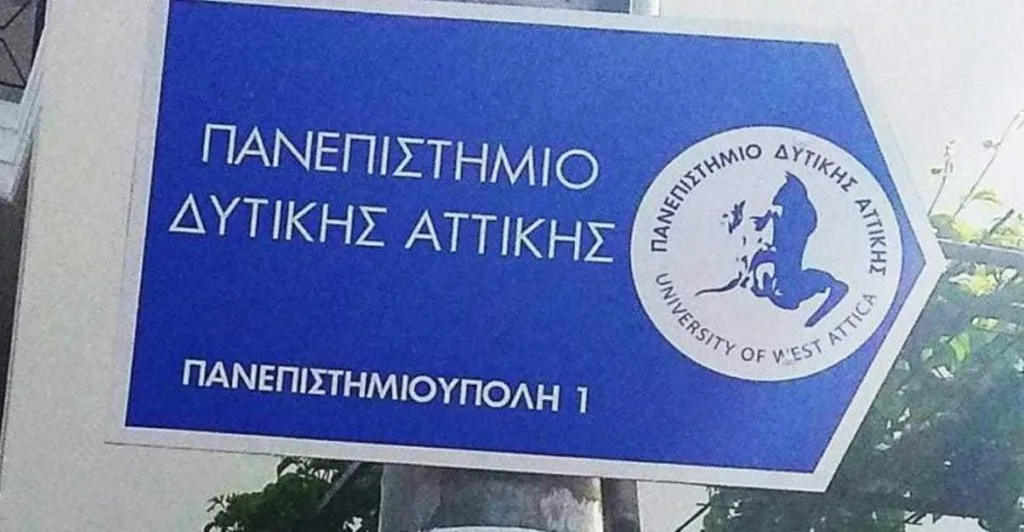 ΠΑΝΕΠΙΣΤΗΜΙΟ
ΔΥΤΙΚΗΣ ΑΤΤΙΚΗΣ
ΠΑΝΕΠΙΣΤΗΜΙΟ ΔΥΤΙΚΗΣ ΑΤΤΙΚΗΣ
UNIVERSITY OF WEST ATTICA
ΠΑΝΕΠΙΣΤΗΜΙΟΥΠΟΛΗ 1